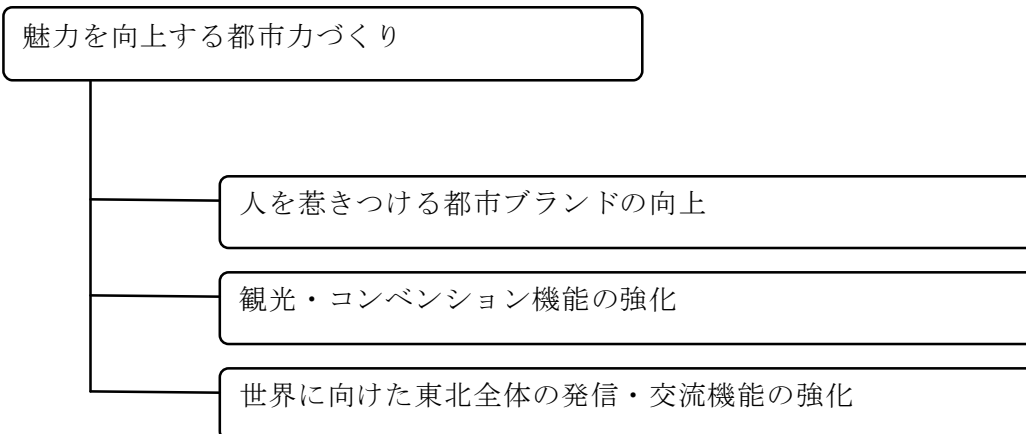 魅力を向上する都市力づくり
人を惹きつける都市ブランドの向上
観光・コンベンション機能の強化
世界に向けた東北全体の発信・交流機能の強化